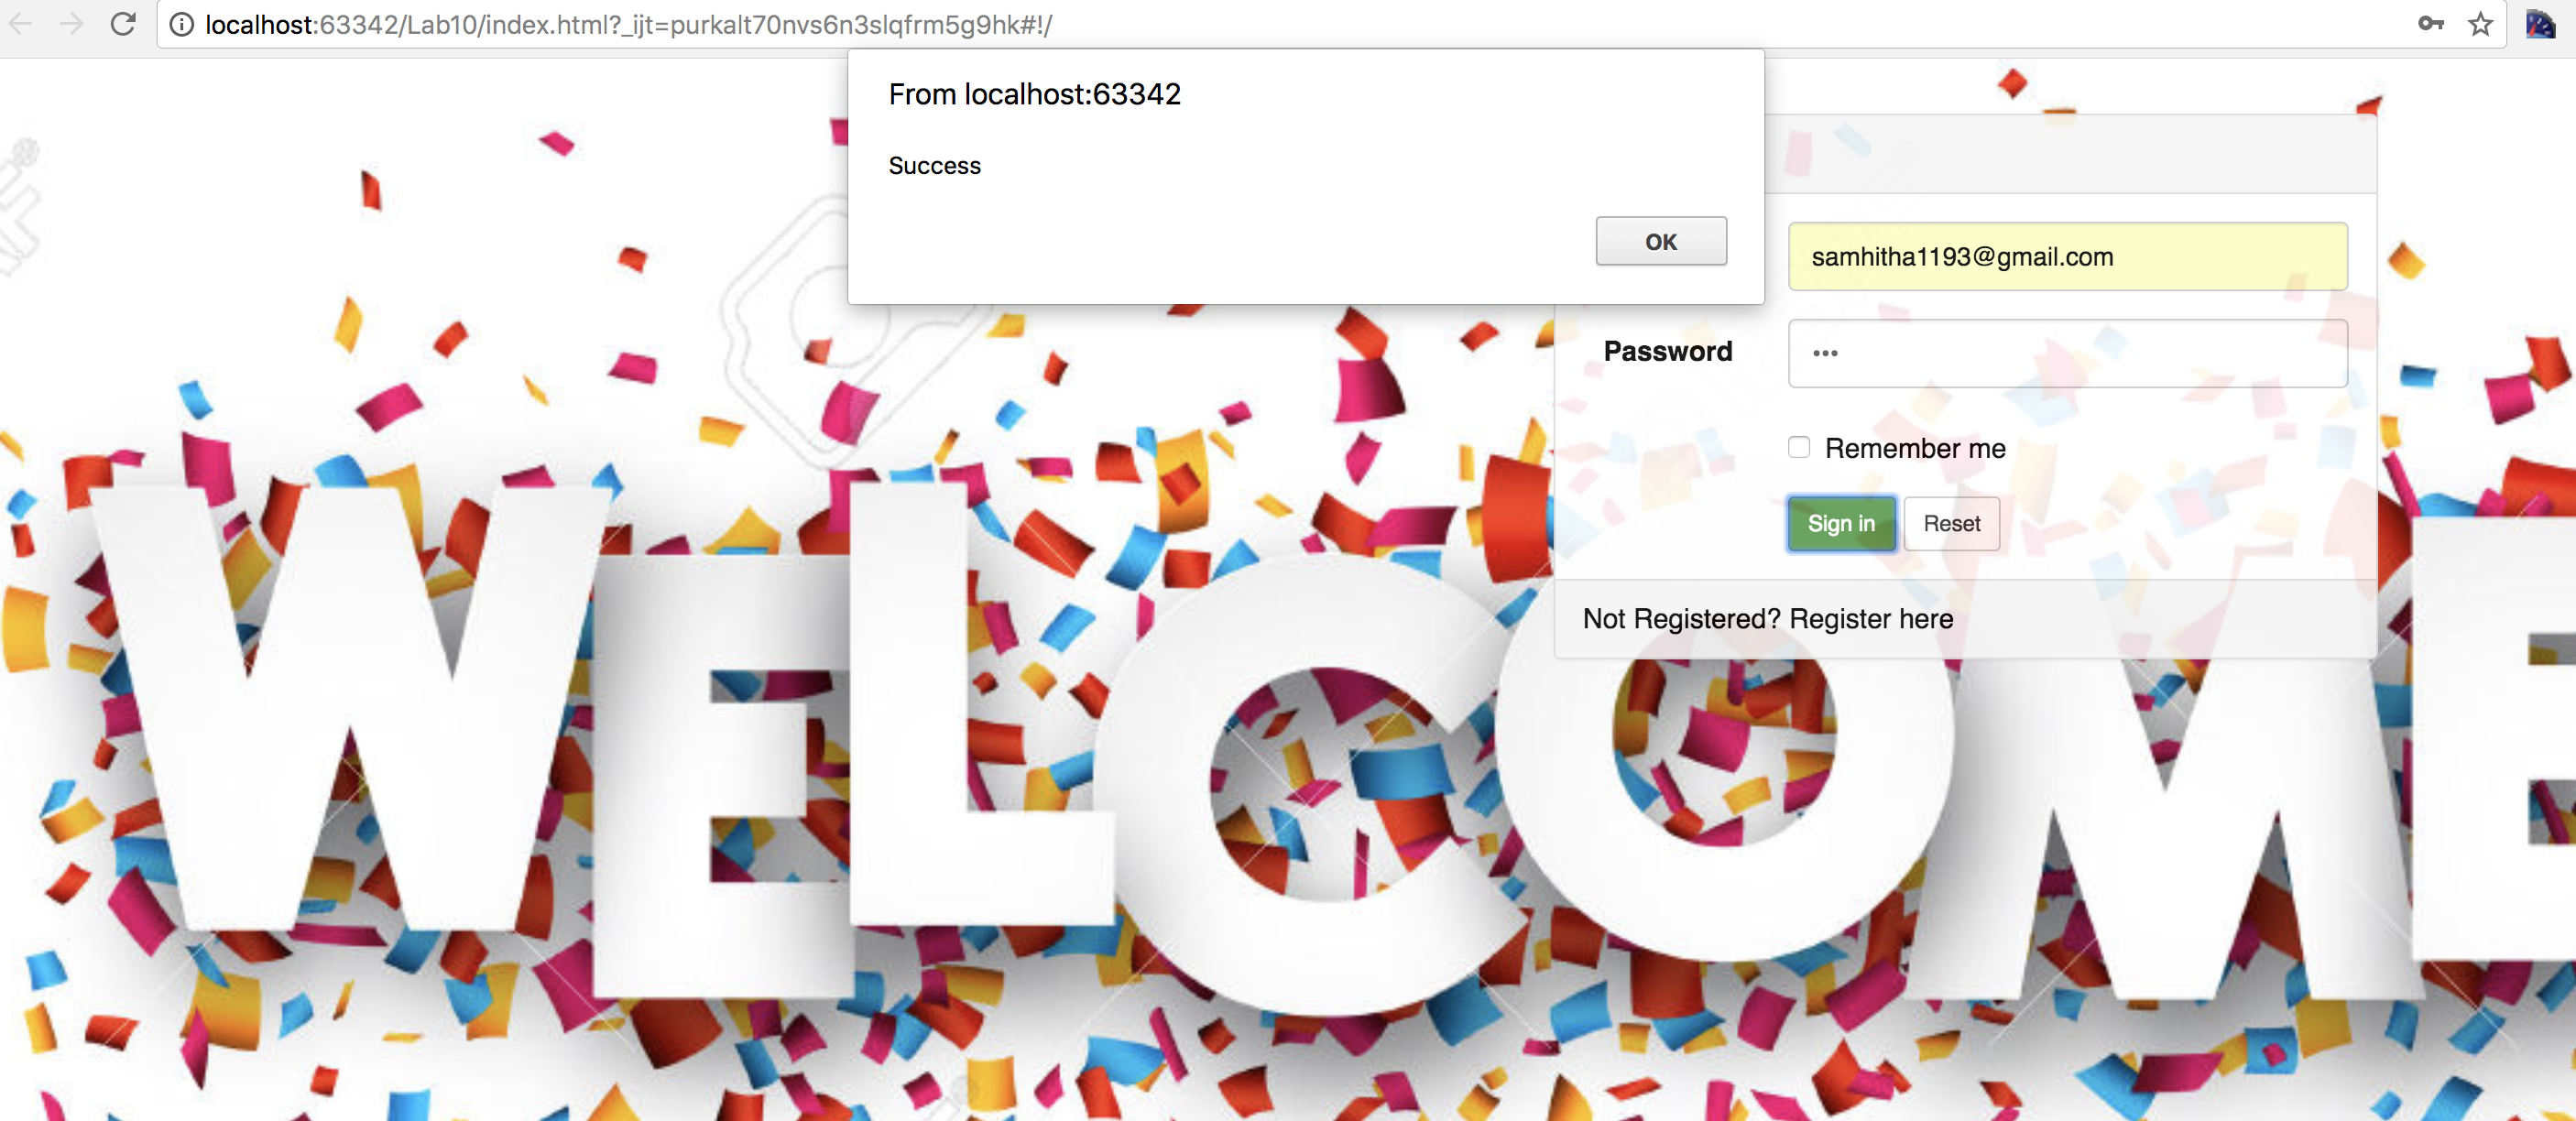 localhost:63342/Lab10/index.html?_ijt=purkalt70nvs6n3slqfrm5g9hk#!/
From localhost:63342
Success
OK
samhitha1193@gmail.com
Password
•••
Remember me
Sign in
Reset
Not Registered? Register here
WELCOME